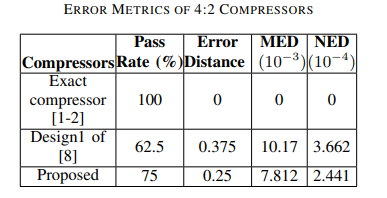 ERROR METRICS OF 4:2 COMPRESSORS
Pass Error MED NED
Compressors Rate (%) Distance (10⁻³) (10⁻⁴)
Exact
compressor 100 0 0 0
[1-2]
Design1 of 62.5 0.375 10.17 3.662
[8]
Proposed 75 0.25 7.812 2.441